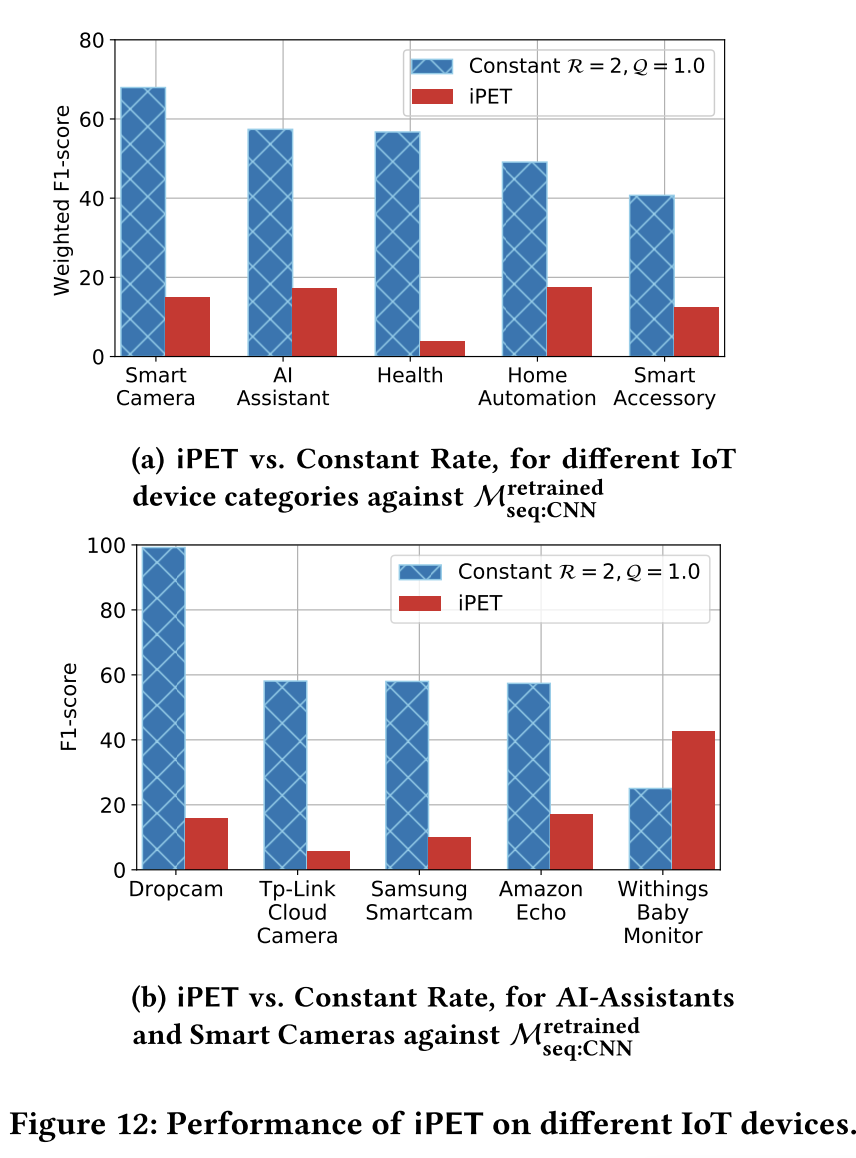 80
60
40
20
0
Weighted F1-score
Constant R = 2, Q = 1.0
iPET
Smart Camera
AI Assistant
Health
Home Automation
Smart Accessory
(a) iPET vs. Constant Rate, for different IoT
device categories against M^retrained_seq:CNN
100
80
60
40
20
0
F1-score
Constant R = 2, Q = 1.0
iPET
Dropcam
Tp-Link Cloud Camera
Samsung Smartcam
Amazon Echo
Withings Baby Monitor
(b) iPET vs. Constant Rate, for AI-Assistants
and Smart Cameras against M^retrained_seq:CNN
Figure 12: Performance of iPET on different IoT devices.